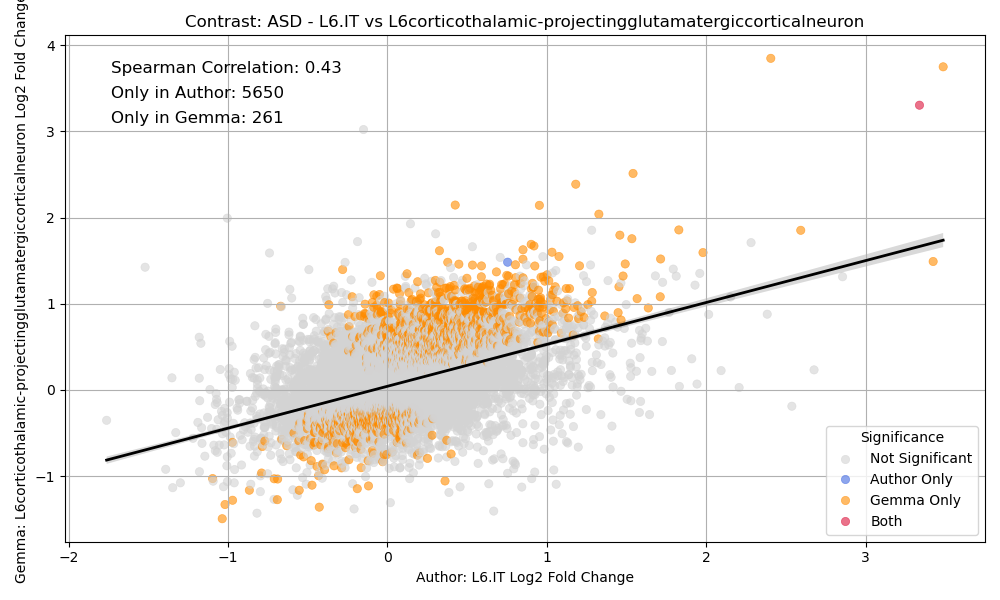 Contrast: ASD - L6.IT vs L6corticothalamic-projectingglutamatergiccorticalneuron
Gemma: L6corticothalamic-projectingglutamatergiccorticalneuron Log2 Fold Change
4
3
2
1
0
−1
Spearman Correlation: 0.43
Only in Author: 5650
Only in Gemma: 261
Significance
Not Significant
Author Only
Gemma Only
Both
−2
−1
0
1
2
3
Author: L6.IT Log2 Fold Change